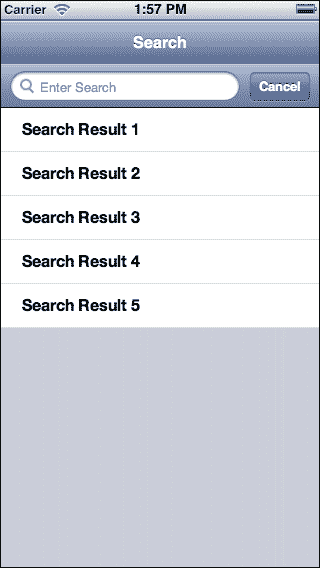 Carrier 1:57 PM
Search
Enter Search Cancel
Search Result 1
Search Result 2
Search Result 3
Search Result 4
Search Result 5